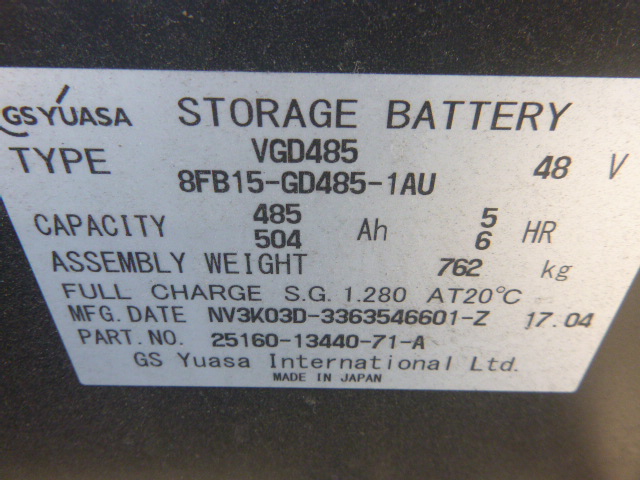 GS YUASA STORAGE BATTERY
TYPE VGD485 48 V
8FB15-GD485-1AU
CAPACITY 485 Ah 5 HR
504 6
ASSEMBLY WEIGHT 762 kg
FULL CHARGE S.G. 1.280 AT20°C
MFG. DATE NV3K03D-3363546601-Z 17.04
PART.NO. 25160-13440-71-A
GS Yuasa International Ltd.
MADE IN JAPAN